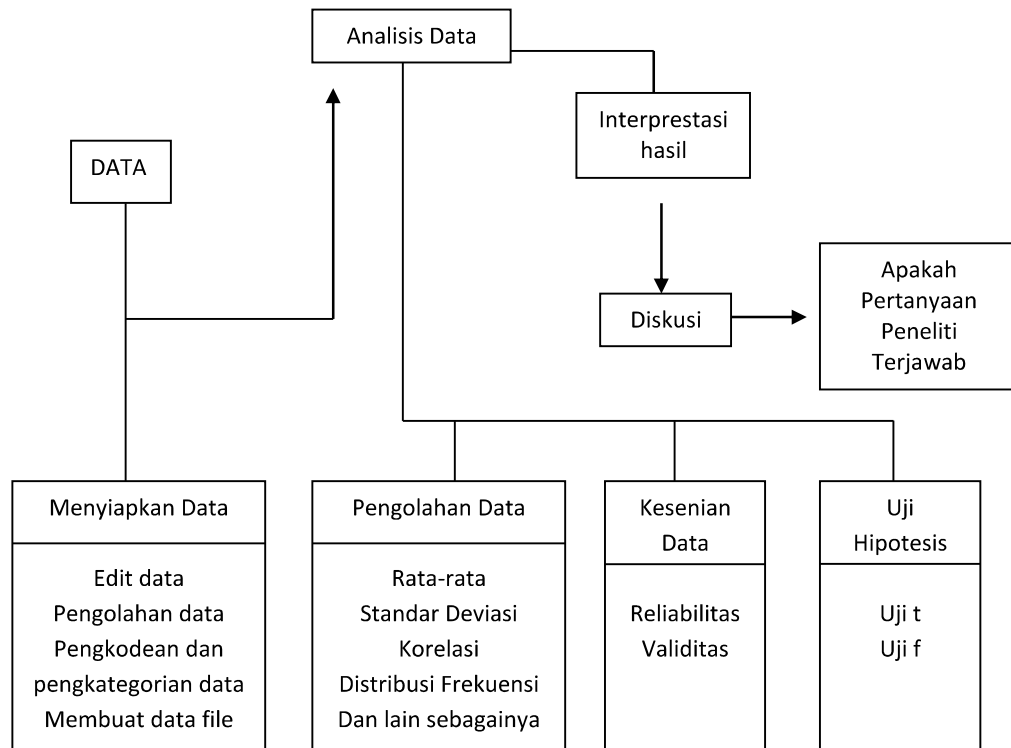 Analisis Data
Interprestasi
hasil
DATA
Diskusi
Apakah
Pertanyaan
Peneliti
Terjawab
Menyiapkan Data
Edit data
Pengolahan data
Pengkodean dan
pengkategorian data
Membuat data file
Pengolahan Data
Rata-rata
Standar Deviasi
Korelasi
Distribusi Frekuensi
Dan lain sebagainya
Kesenian
Data
Reliabilitas
Validitas
Uji
Hipotesis
Uji t
Uji f